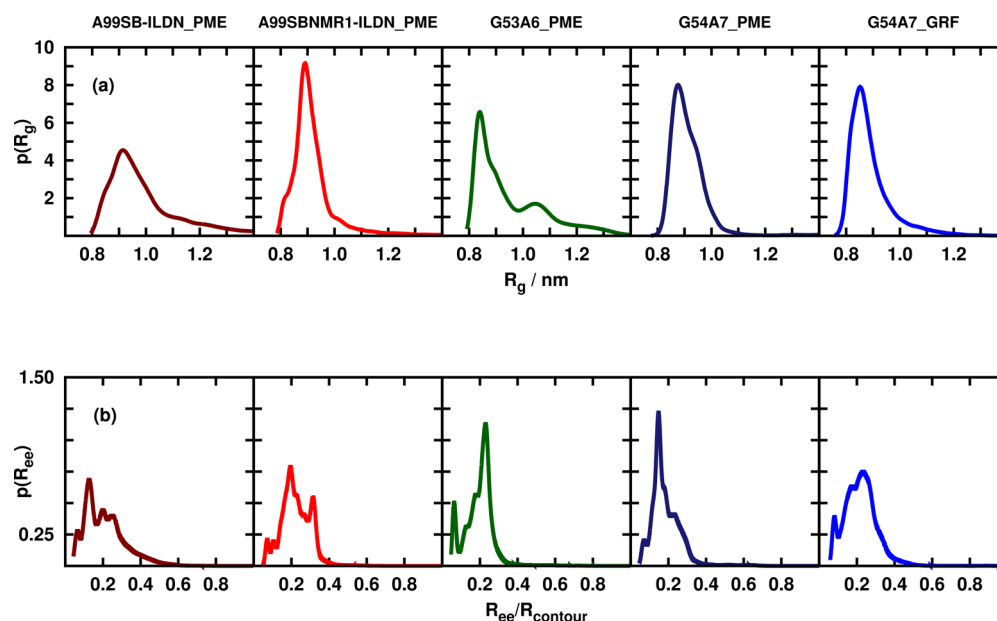 A99SB-ILDN_PME A99SBNMR1-ILDN_PME G53A6_PME G54A7_PME G54A7_GRF
10
(a)
8
6
4
2
p(Rg)
0.8 1.0 1.2 0.8 1.0 1.2 0.8 1.0 1.2 0.8 1.0 1.2 0.8 1.0 1.2
Rg / nm
1.50
(b)
p(Ree)
0.25
0.2 0.4 0.6 0.8 0.2 0.4 0.6 0.8 0.2 0.4 0.6 0.8 0.2 0.4 0.6 0.8 0.2 0.4 0.6 0.8
Ree/Rcontour